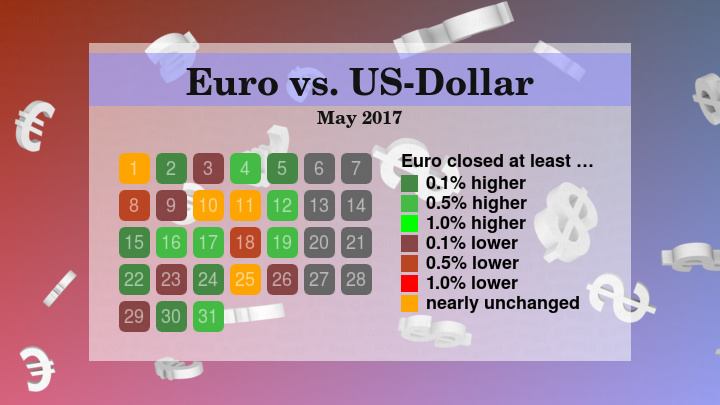 Euro vs. US-Dollar
May 2017
1 2 3 4 5 6 7
8 9 10 11 12 13 14
15 16 17 18 19 20 21
22 23 24 25 26 27 28
29 30 31
Euro closed at least …
0.1% higher
0.5% higher
1.0% higher
0.1% lower
0.5% lower
1.0% lower
nearly unchanged